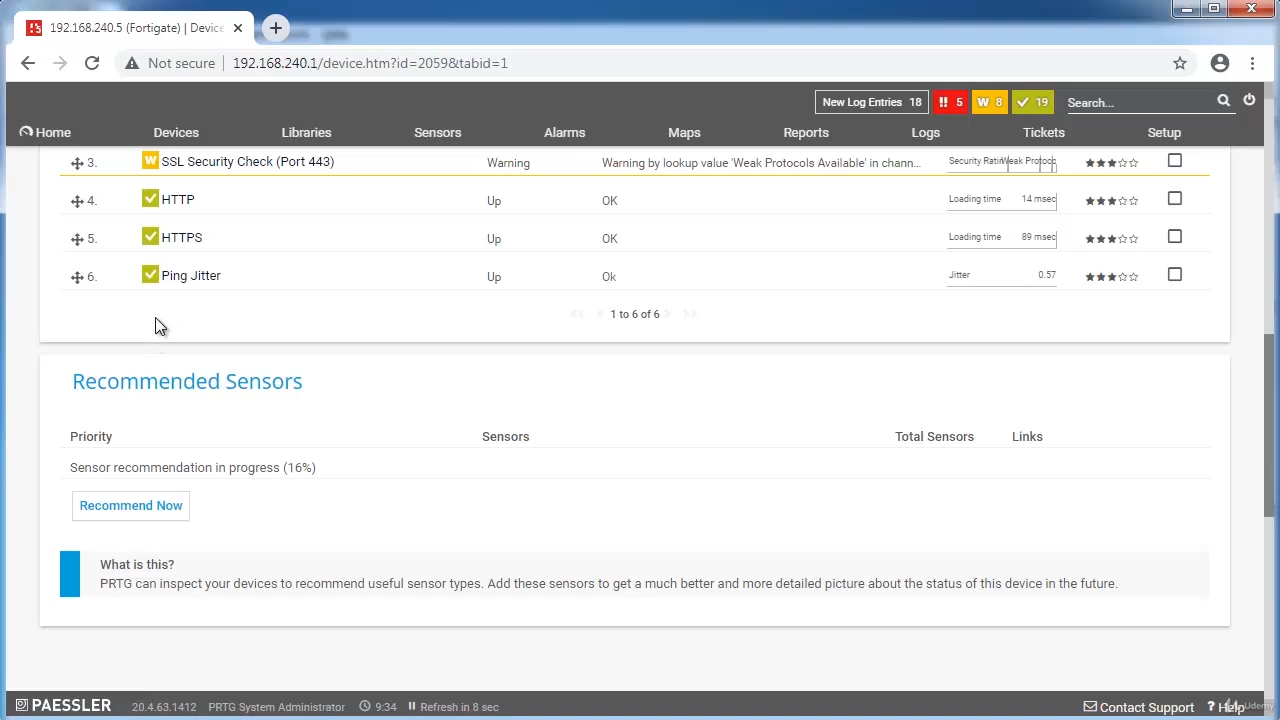 192.168.240.5 (Fortigate) | Device
Not secure 192.168.240.1/device.htm?id=2059&tabid=1
New Log Entries 18 !! 5 W 8 19 Search...
Home Devices Libraries Sensors Alarms Maps Reports Logs Tickets Setup
3. W SSL Security Check (Port 443) Warning Warning by lookup value 'Weak Protocols Available' in chann... Security Ratin Weak Protoco
4. HTTP Up OK Loading time 14 msec
5. HTTPS Up OK Loading time 89 msec
6. Ping Jitter Up Ok Jitter 0.57
1 to 6 of 6
Recommended Sensors
Priority Sensors Total Sensors Links
Sensor recommendation in progress (16%)
Recommend Now
What is this?
PRTG can inspect your devices to recommend useful sensor types. Add these sensors to get a much better and more detailed picture about the status of this device in the future.
PAESSLER 20.4.63.1412 PRTG System Administrator 9:34 Refresh in 8 sec Contact Support ? Help Udemy